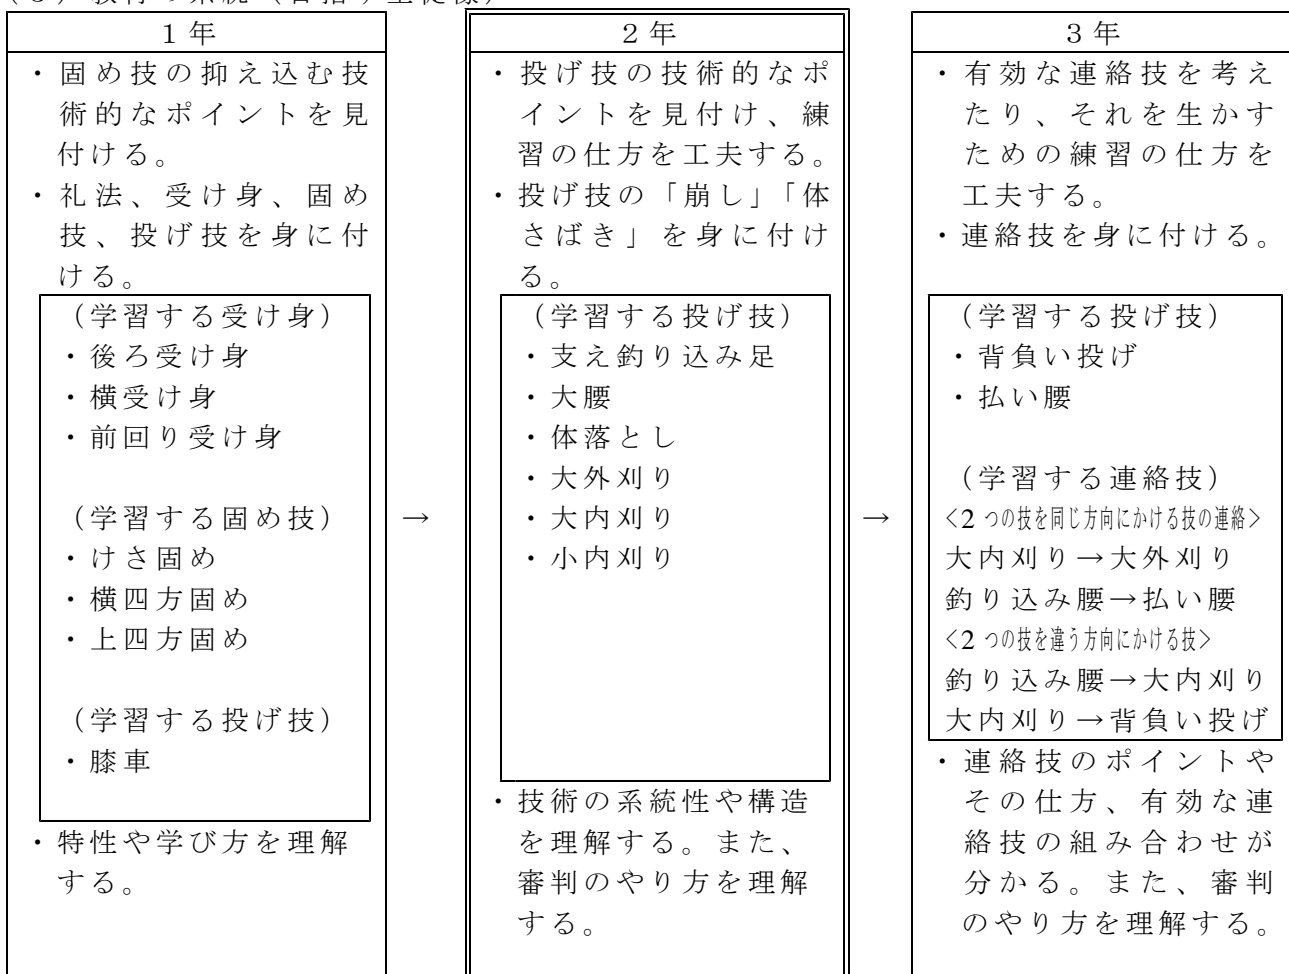 1年
・固め技の抑え込む技
術的なポイントを見
付ける。
・礼法、受け身、固め
技、投げ技を身に付
ける。
(学習する受け身)
・後ろ受け身
・横受け身
・前回り受け身
(学習する固め技)
・けさ固め
・横四方固め
・上四方固め
(学習する投げ技)
・膝車
・特性や学び方を理解
する。
→
2年
・投げ技の技術的なポ
イントを見付け、練
習の仕方を工夫する。
・投げ技の「崩し」「体
さばき」を身に付け
る。
(学習する投げ技)
・支え釣り込み足
・大腰
・体落とし
・大外刈り
・大内刈り
・小内刈り
・技術の系統性や構造
を理解する。また、
審判のやり方を理解
する。
→
3年
・有効な連絡技を考え
たり、それを生かす
ための練習の仕方を
工夫する。
・連絡技を身に付ける。
(学習する投げ技)
・背負い投げ
・払い腰
(学習する連絡技)
<2つの技を同じ方向にかける技の連絡>
大内刈り→大外刈り
釣り込み腰→払い腰
<2つの技を違う方向にかける技>
釣り込み腰→大内刈り
大内刈り→背負い投げ
・連絡技のポイントや
その仕方、有効な連
絡技の組み合わせが
分かる。また、審判
のやり方を理解する。